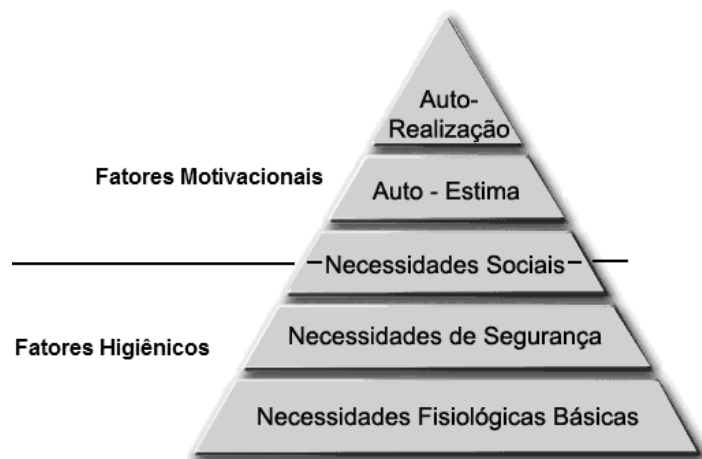 Auto-
Realização
Fatores Motivacionais
Auto - Estima
Necessidades Sociais
Necessidades de Segurança
Fatores Higiênicos
Necessidades Fisiológicas Básicas